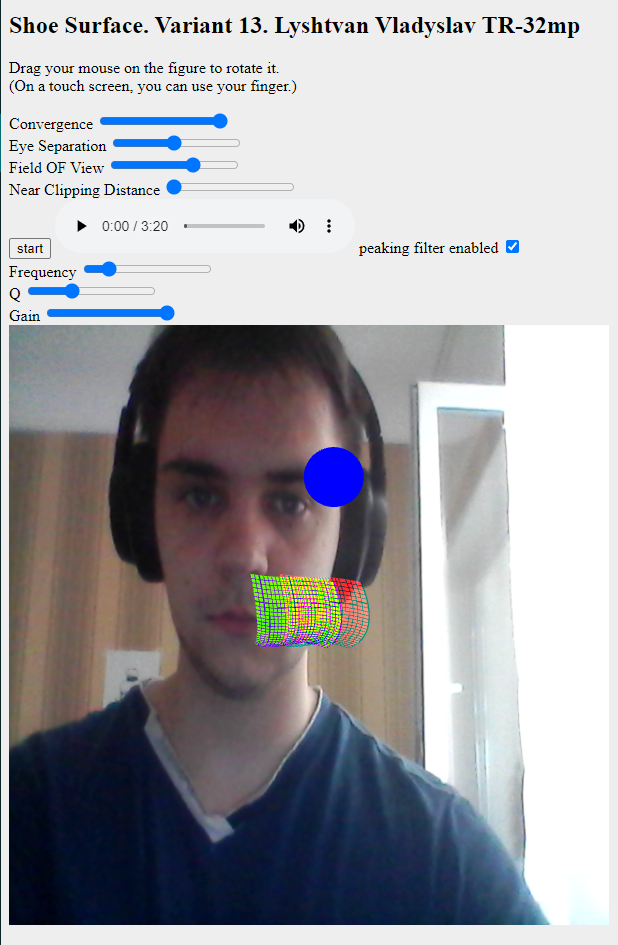 Shoe Surface. Variant 13. Lyshtvan Vladyslav TR-32mp
Drag your mouse on the figure to rotate it.
(On a touch screen, you can use your finger.)
Convergence
Eye Separation
Field OF View
Near Clipping Distance
start 0:00 / 3:20 peaking filter enabled
Frequency
Q
Gain